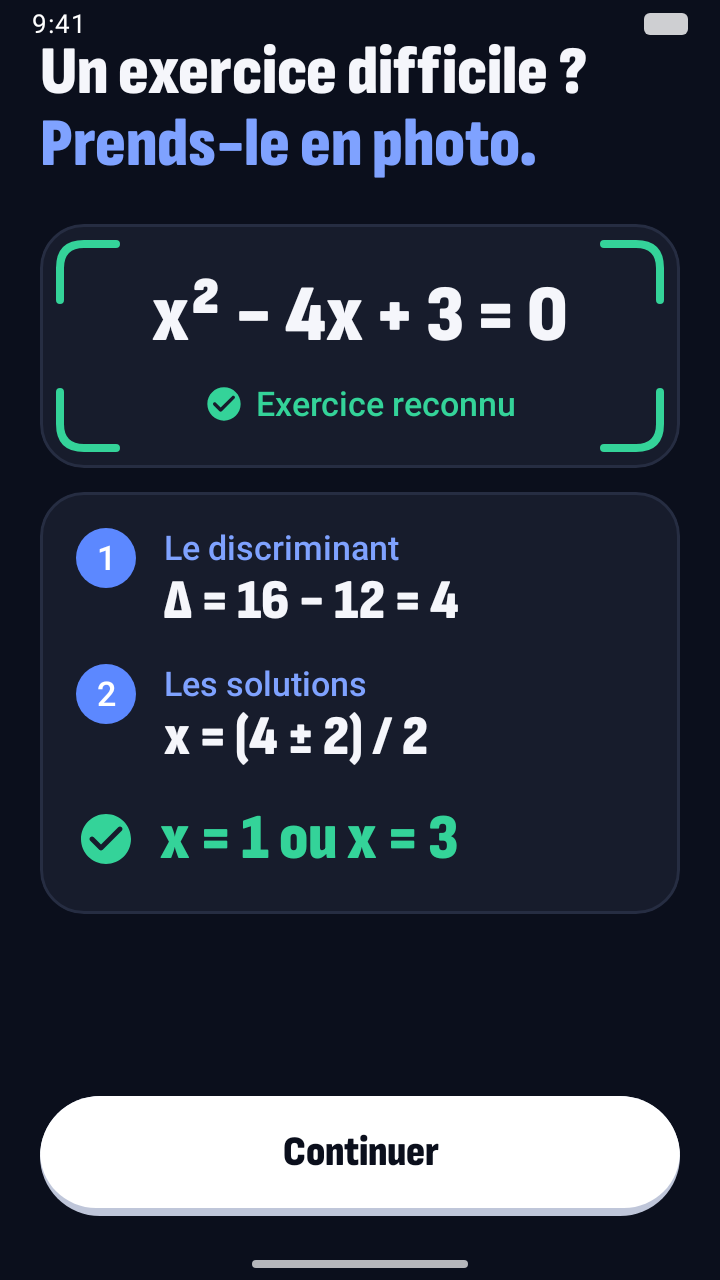 9:41
Un exercice difficile ?
Prends-le en photo.
x² − 4x + 3 = 0
Exercice reconnu
1
Le discriminant
Δ = 16 − 12 = 4
2
Les solutions
x = (4 ± 2) / 2
x = 1 ou x = 3
Continuer